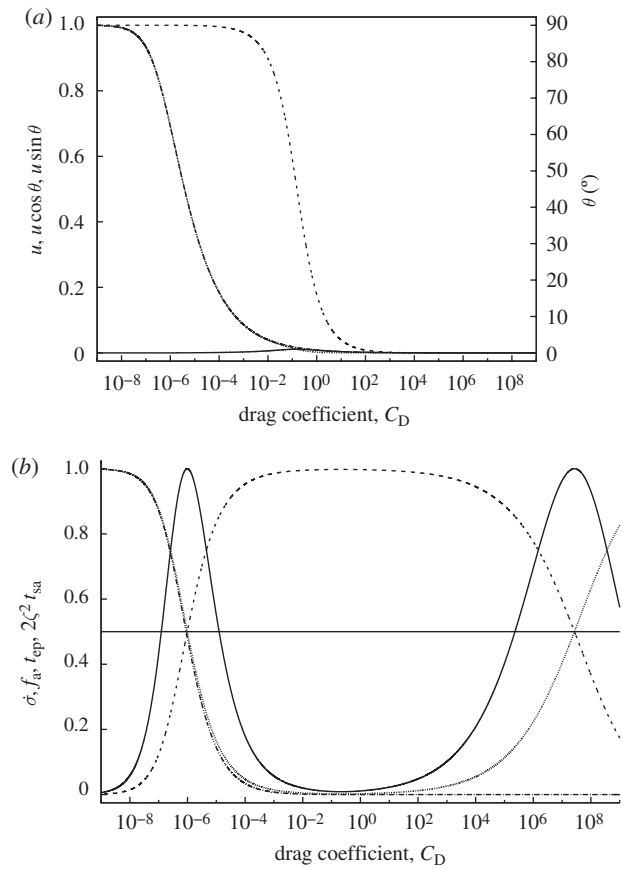 (a)
1.0
0.8
0.6
0.4
0.2
0
u, u cos θ, u sin θ
90
80
70
60
50
40
30
20
10
0
θ (°)
10⁻⁸ 10⁻⁶ 10⁻⁴ 10⁻² 10⁰ 10² 10⁴ 10⁶ 10⁸
drag coefficient, C_D
(b)
1.0
0.8
0.6
0.4
0.2
0
σ̇, f_a, t_ep, 2ζ² t_sa
10⁻⁸ 10⁻⁶ 10⁻⁴ 10⁻² 10⁰ 10² 10⁴ 10⁶ 10⁸
drag coefficient, C_D